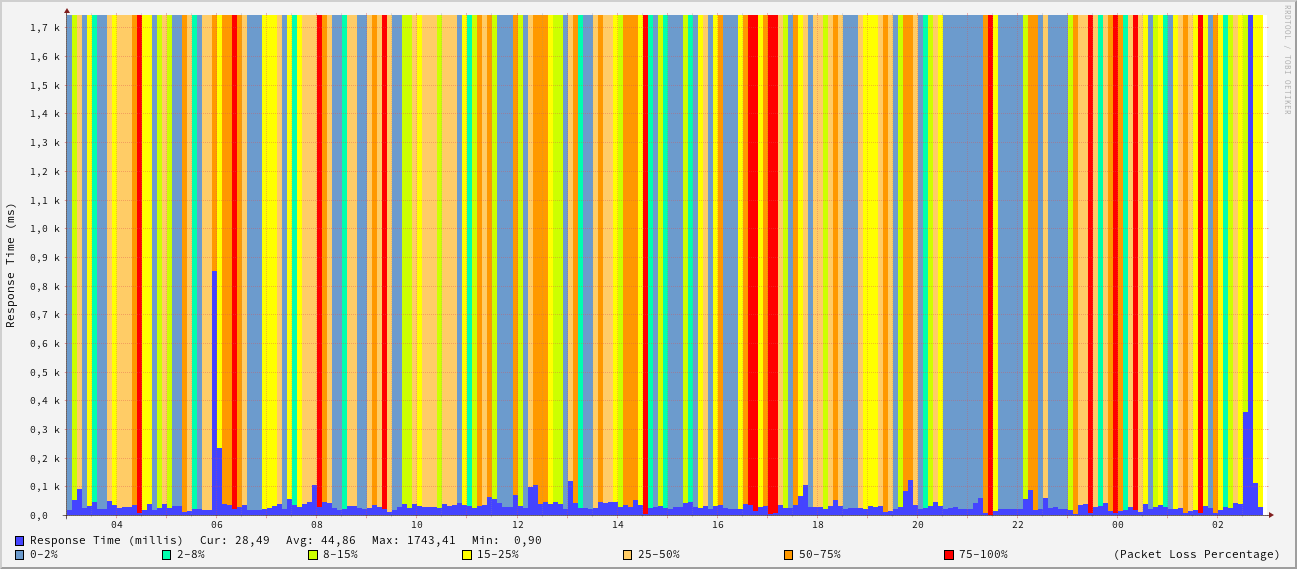 RRDTOOL / TOBI OETIKER
Response Time (ms)
1,7 k
1,6 k
1,5 k
1,4 k
1,3 k
1,2 k
1,1 k
1,0 k
0,9 k
0,8 k
0,7 k
0,6 k
0,5 k
0,4 k
0,3 k
0,2 k
0,1 k
0,0
04 06 08 10 12 14 16 18 20 22 00 02
Response Time (millis) Cur: 28,49 Avg: 44,86 Max: 1743,41 Min: 0,90
0-2% 2-8% 8-15% 15-25% 25-50% 50-75% 75-100% (Packet Loss Percentage)